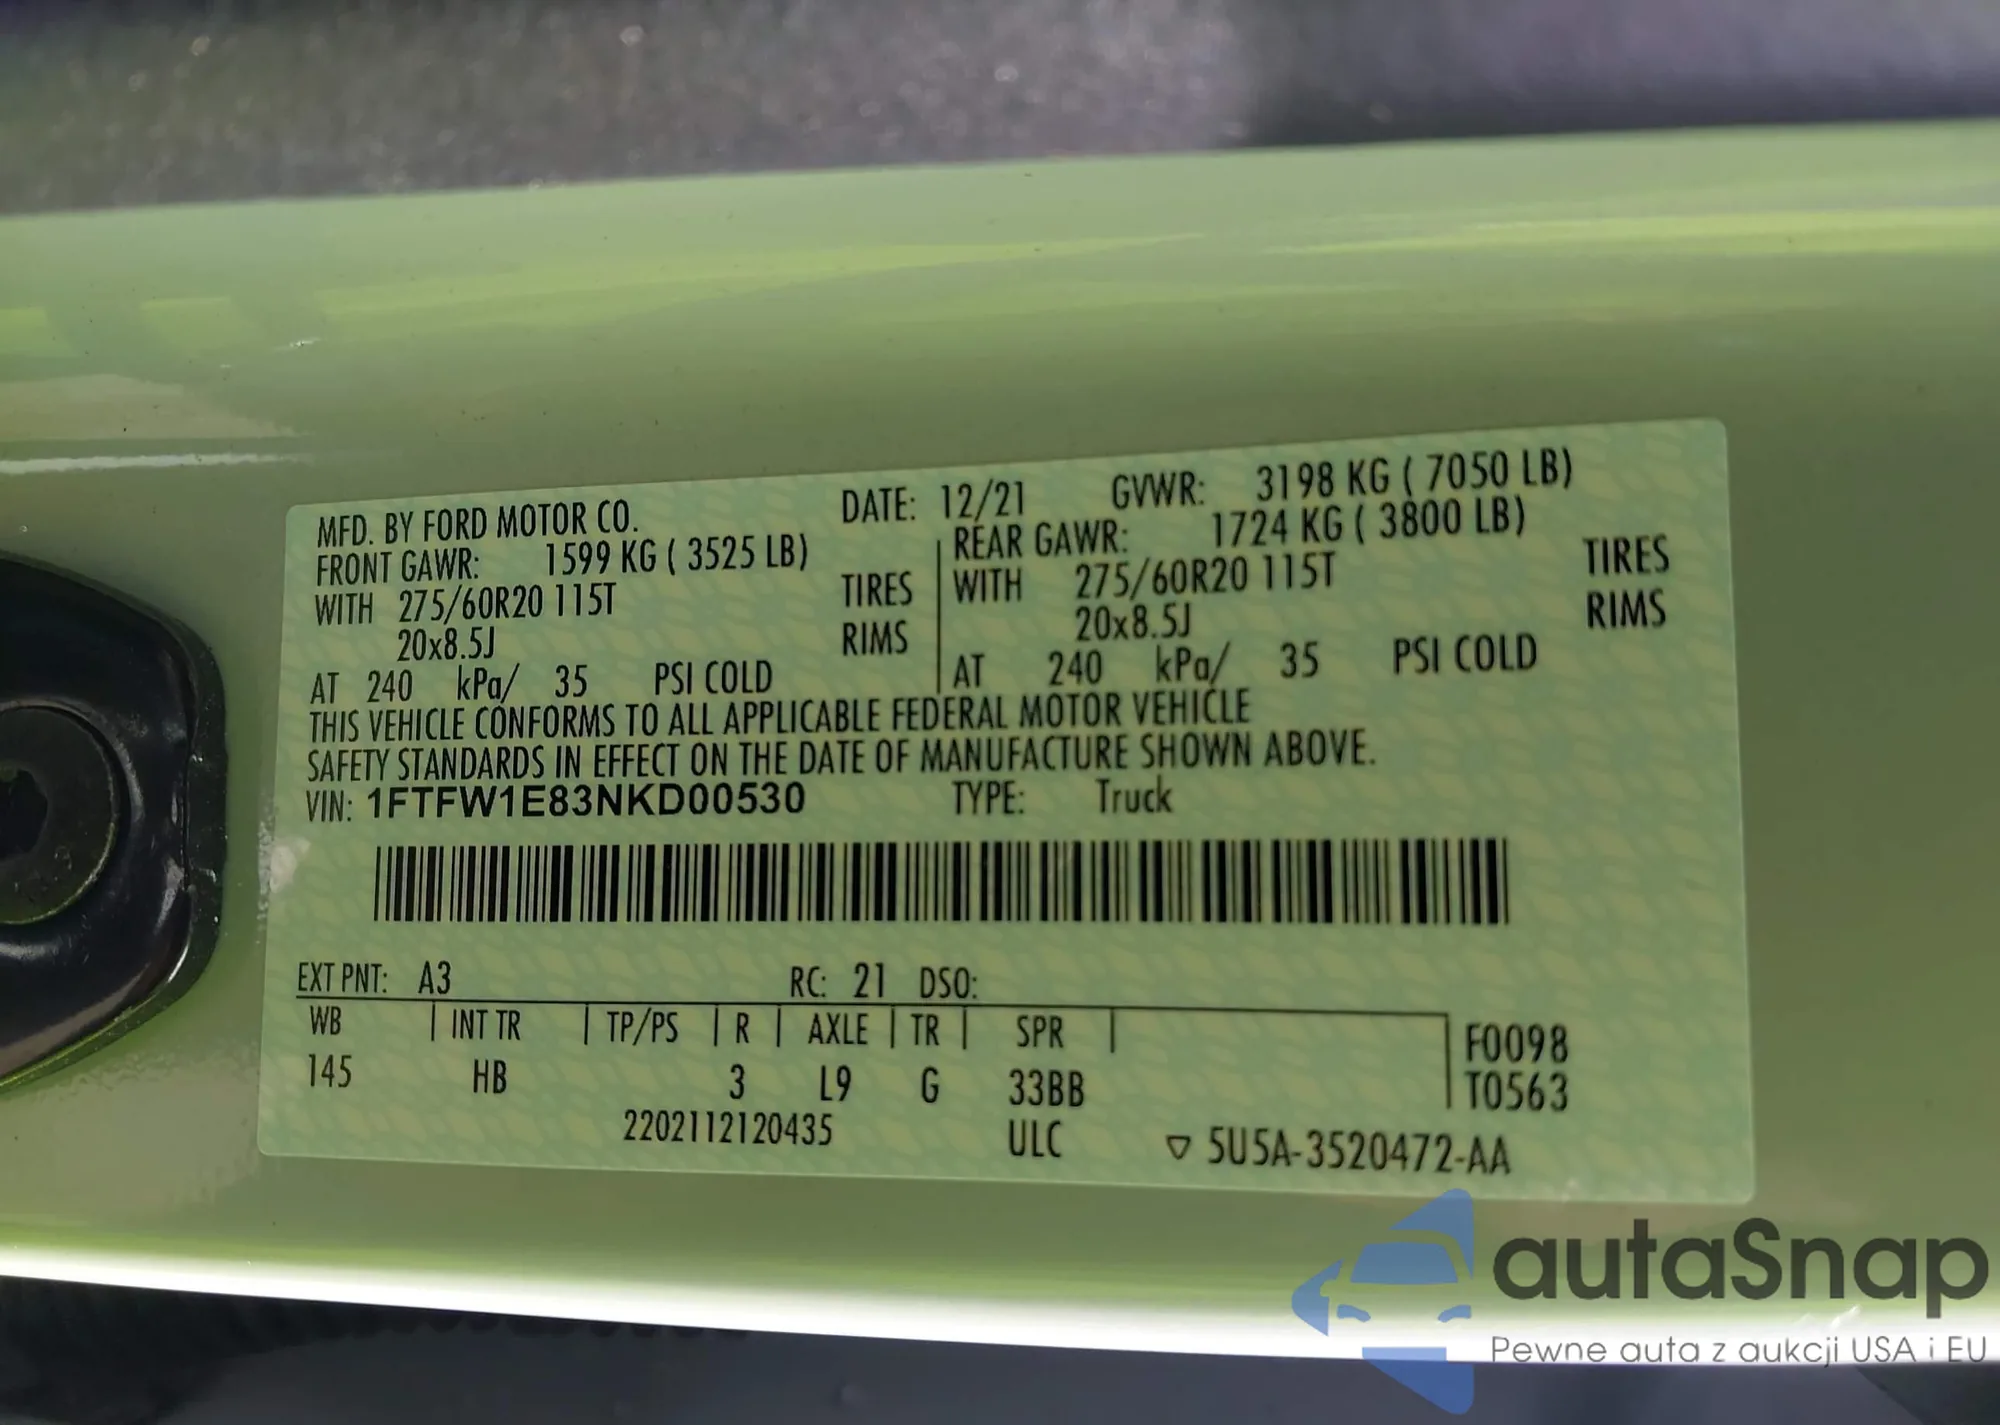 MFD. BY FORD MOTOR CO. DATE: 12/21 GVWR: 3198 KG ( 7050 LB)
FRONT GAWR: 1599 KG ( 3525 LB) REAR GAWR: 1724 KG ( 3800 LB)
WITH 275/60R20 115T TIRES WITH 275/60R20 115T TIRES
20x8.5J RIMS 20x8.5J RIMS
AT 240 kPa/ 35 PSI COLD AT 240 kPa/ 35 PSI COLD
THIS VEHICLE CONFORMS TO ALL APPLICABLE FEDERAL MOTOR VEHICLE
SAFETY STANDARDS IN EFFECT ON THE DATE OF MANUFACTURE SHOWN ABOVE.
VIN: 1FTFW1E83NKD00530 TYPE: Truck
EXT PNT: A3 RC: 21 DSO:
WB INT TR TP/PS R AXLE TR SPR F0098
145 HB 3 L9 G 33BB T0563
2202112120435 ULC ▽ 5U5A-3520472-AA
autaSnap
Pewne auta z aukcji USA i EU